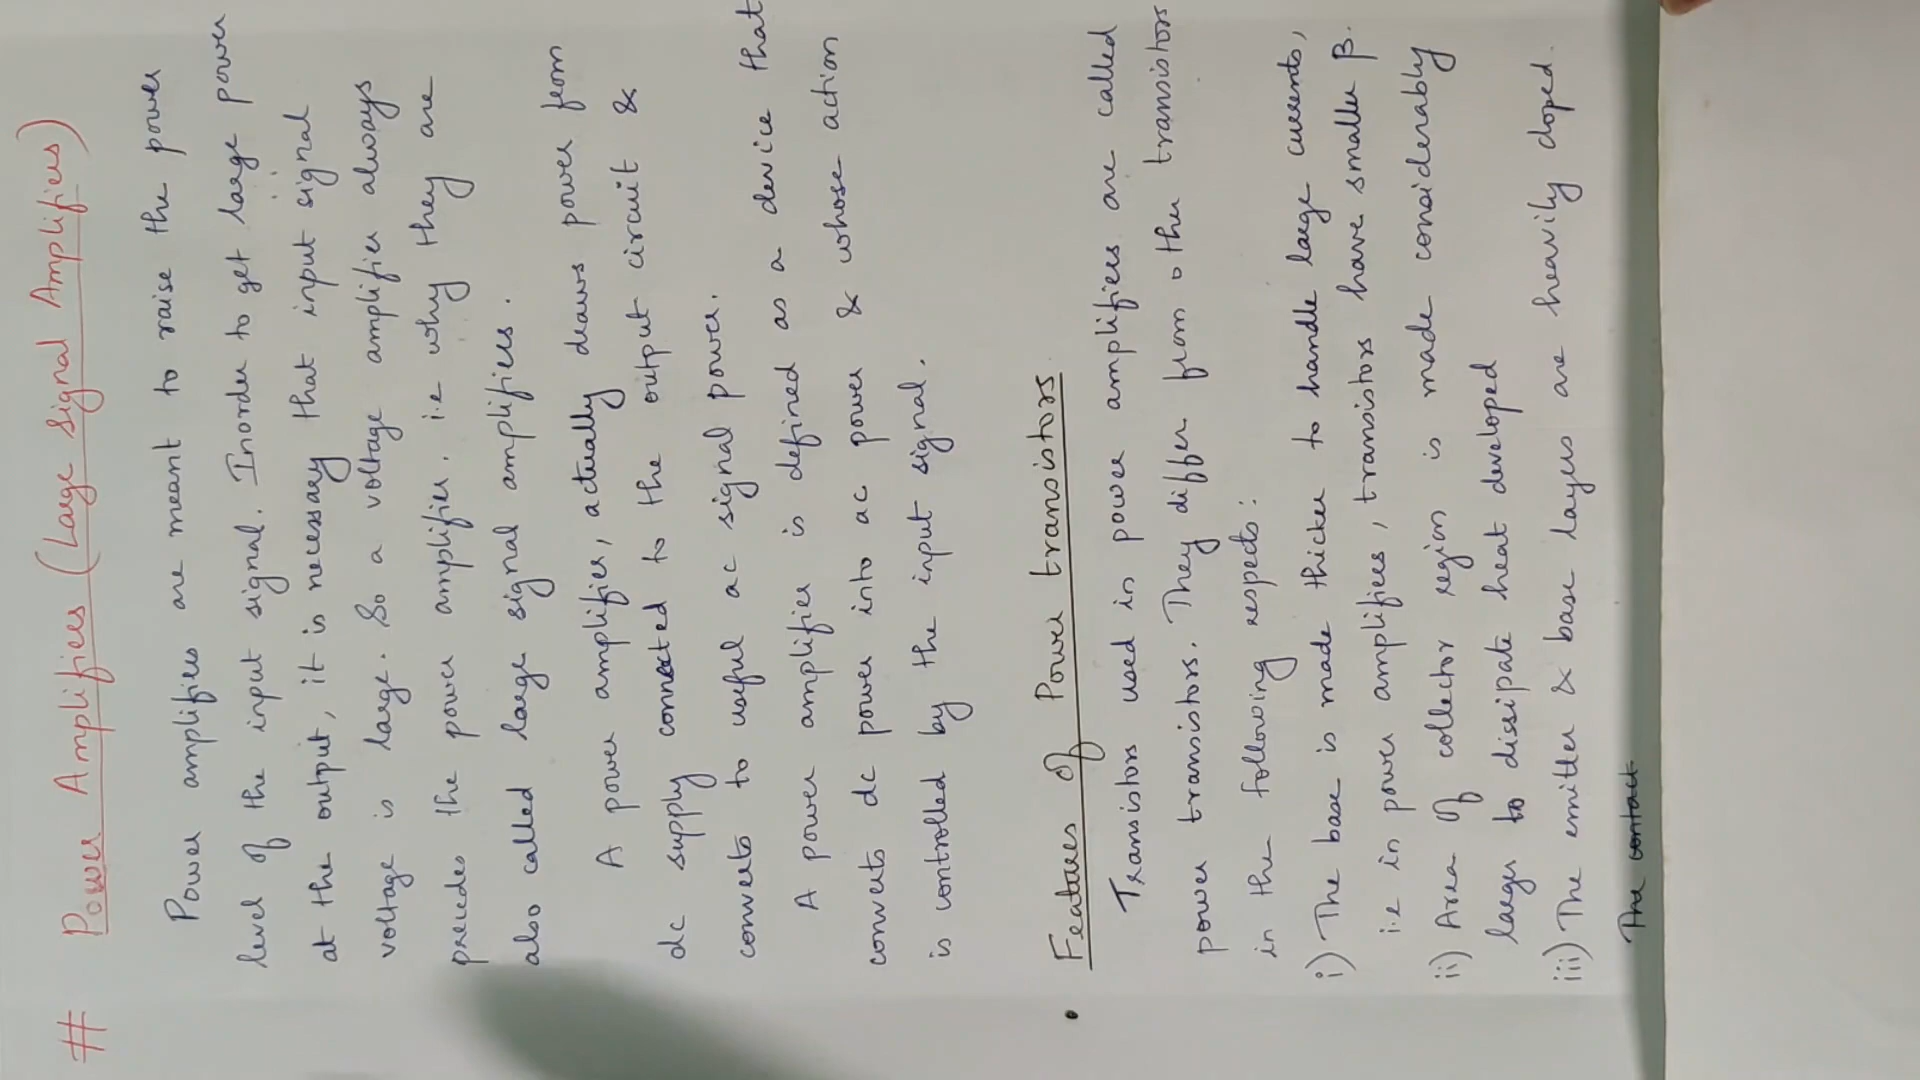 # Power Amplifiers (Large Signal Amplifiers)
Power amplifiers are meant to raise the power
level of the input signal. Inorder to get large power
at the output, it is necessary that input signal
voltage is large. So a voltage amplifier always
precedes the power amplifier. i.e why they are
also called large signal amplifiers.
A power amplifier, actually draws power from
dc supply connected to the output circuit &
converts to useful ac signal power.
A power amplifier is defined as a device that
converts dc power into ac power & whose action
is controlled by the input signal.
• Features of Power transistors
Transistors used in power amplifiers are called
power transistors. They differ from other transistors
in the following respects:
i) The base is made thicker to handle large currents,
i.e in power amplifiers, transistors have smaller β.
ii) Area of collector region is made considerably
larger to dissipate heat developed
iii) The emitter & base layers are heavily doped.
The contact